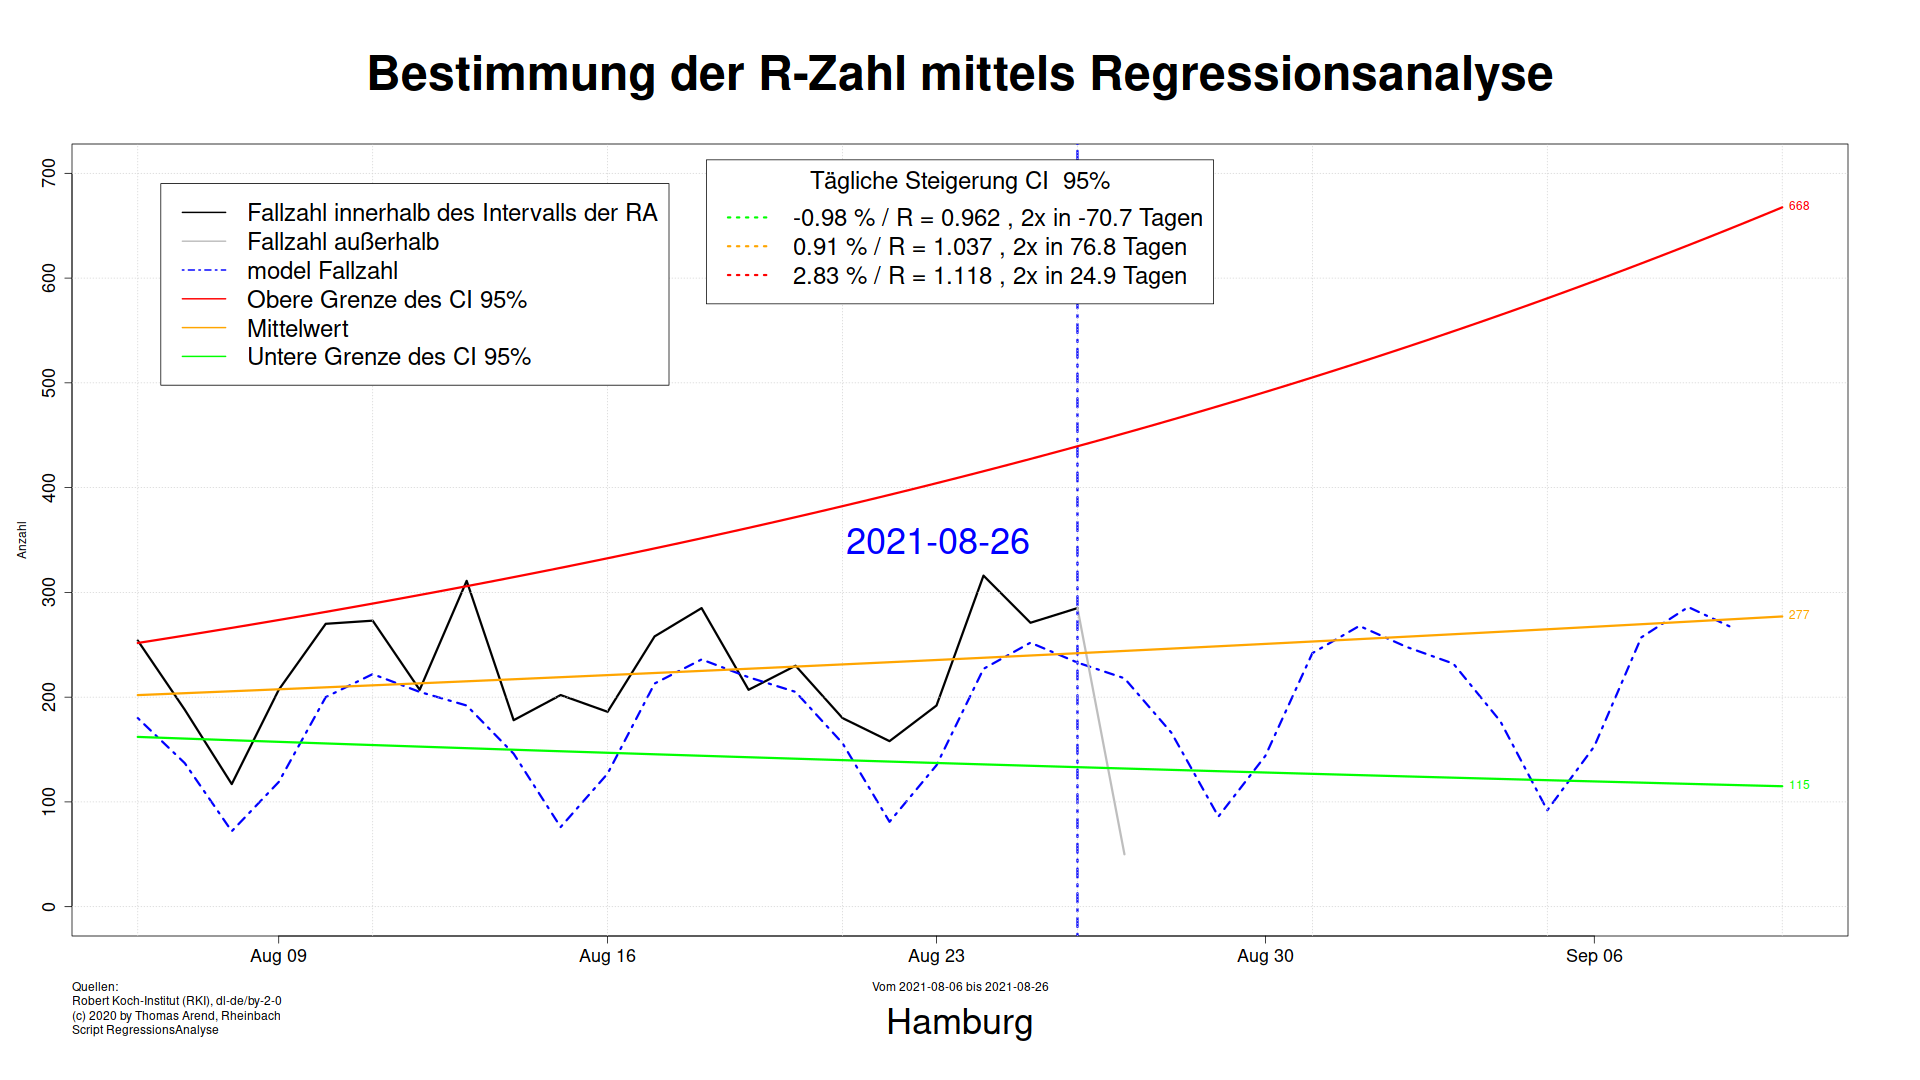 Bestimmung der R-Zahl mittels Regressionsanalyse
Anzahl
700
600
500
400
300
200
100
0
Fallzahl innerhalb des Intervalls der RA
Fallzahl außerhalb
model Fallzahl
Obere Grenze des CI 95%
Mittelwert
Untere Grenze des CI 95%
Tägliche Steigerung CI  95%
-0.98 % / R = 0.962 , 2x in -70.7 Tagen
0.91 % / R = 1.037 , 2x in 76.8 Tagen
2.83 % / R = 1.118 , 2x in 24.9 Tagen
2021-08-26
668
277
115
Aug 09
Aug 16
Aug 23
Aug 30
Sep 06
Quellen:
Robert Koch-Institut (RKI), dl-de/by-2-0
(c) 2020 by Thomas Arend, Rheinbach
Script RegressionsAnalyse
Vom 2021-08-06 bis 2021-08-26
Hamburg